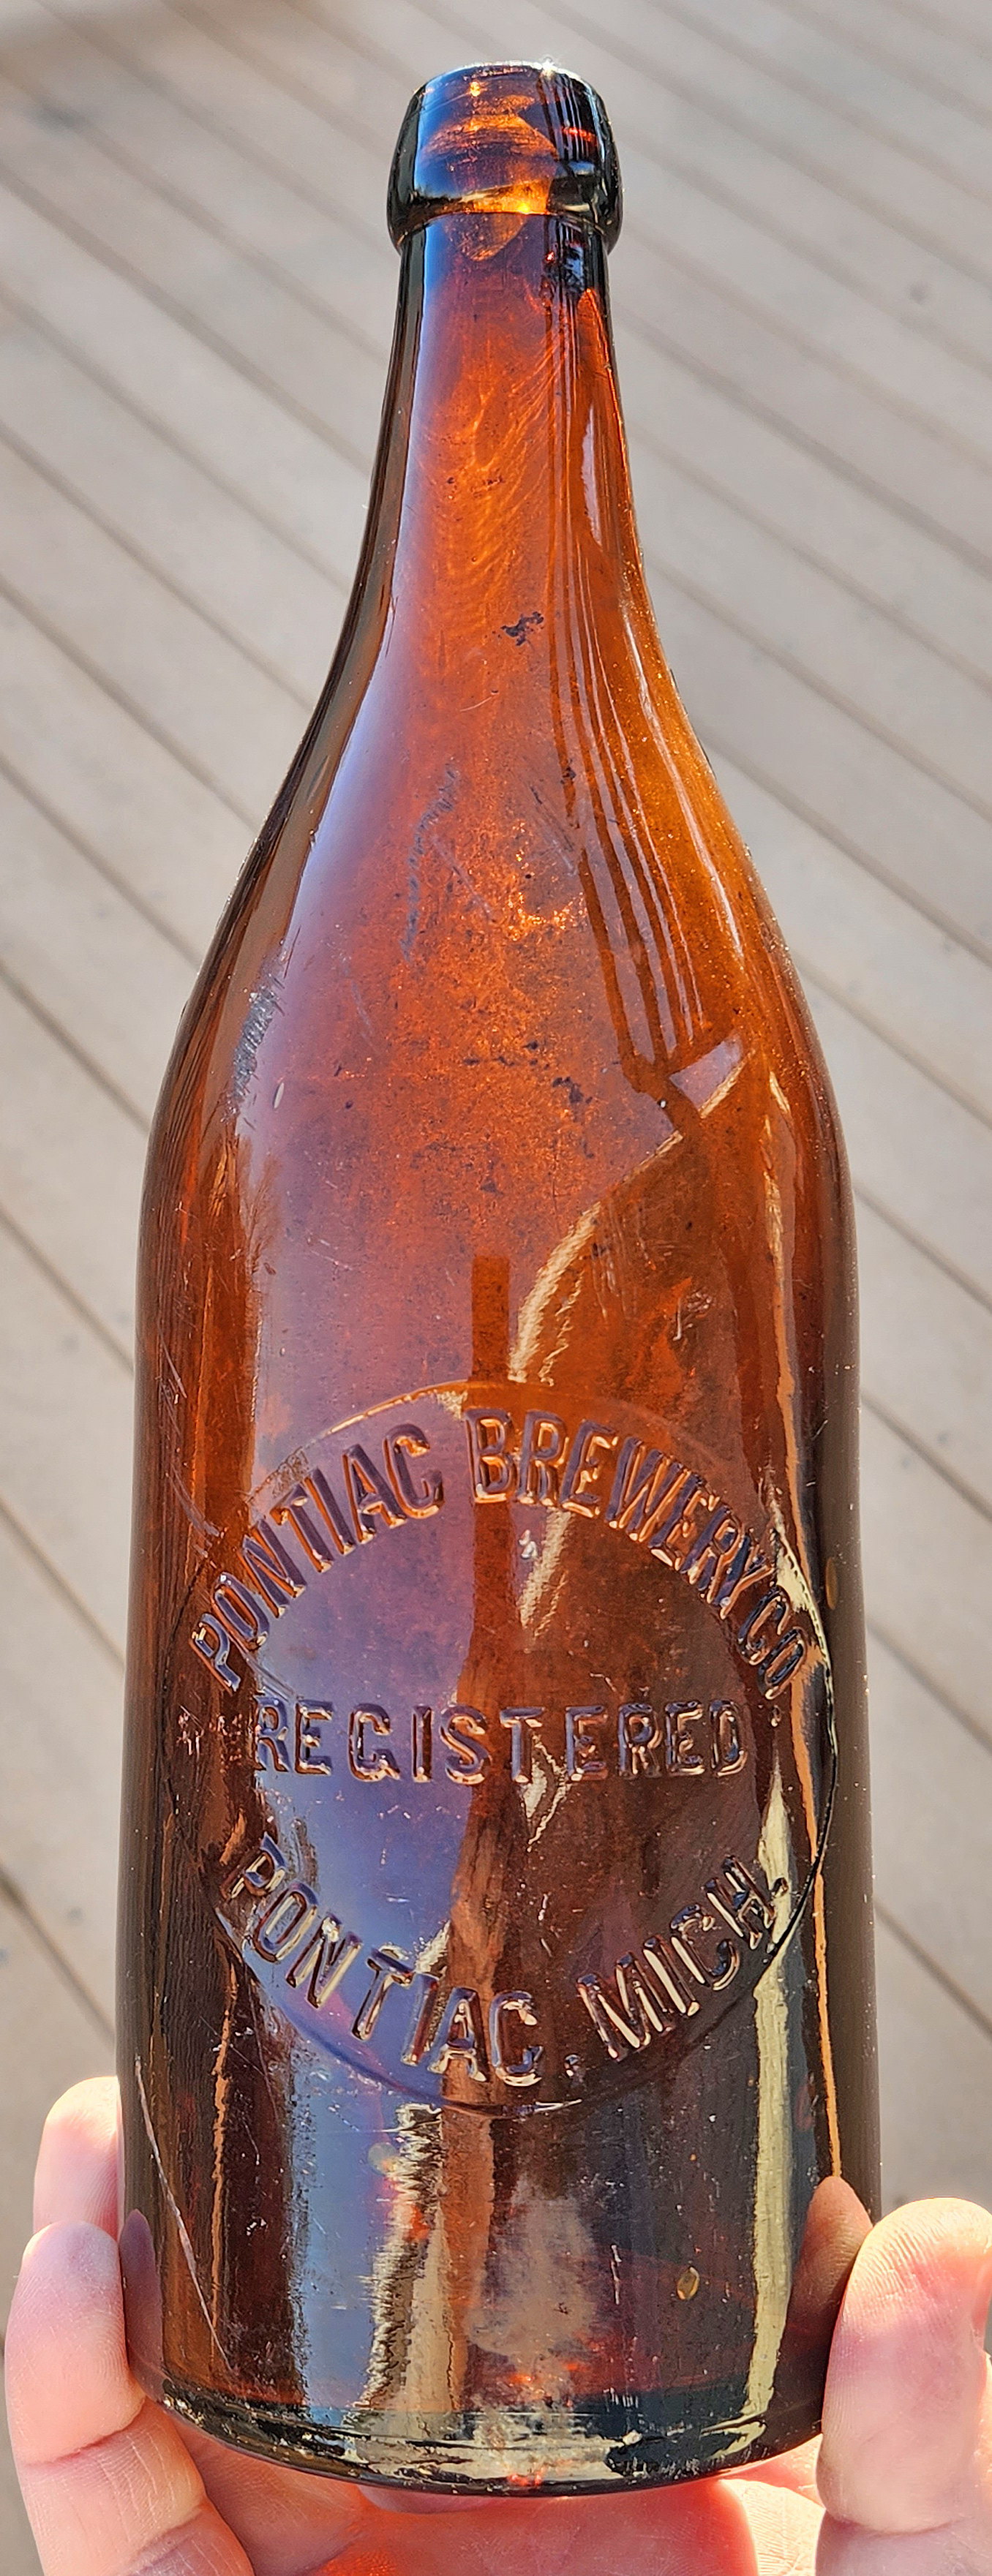 PONTIAC BREWERY CO
REGISTERED
PONTIAC, MICH.